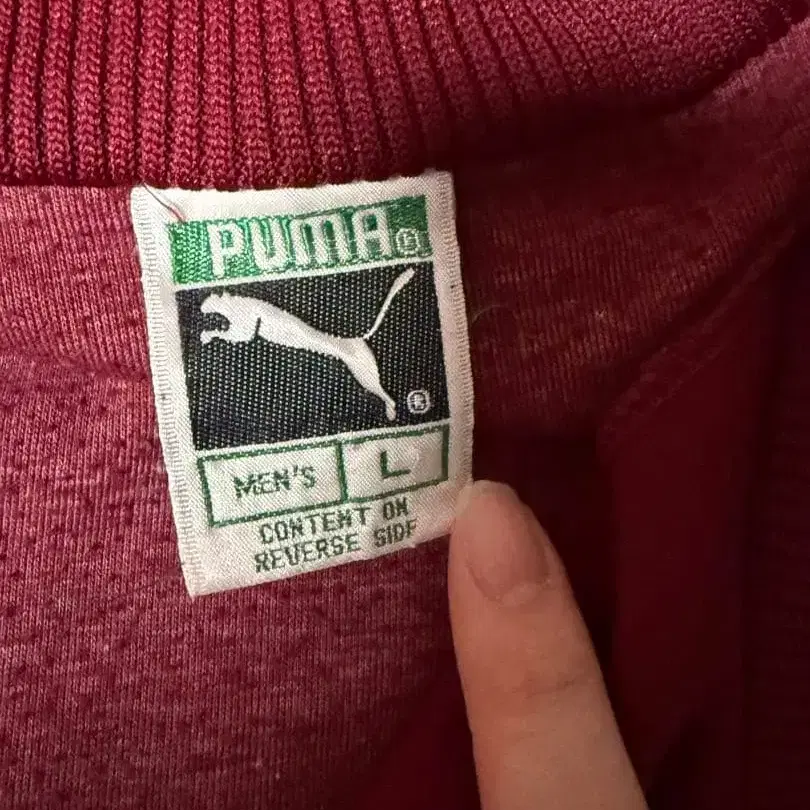 PUMA®
®
MEN'S L
CONTENT ON
REVERSE SIDE